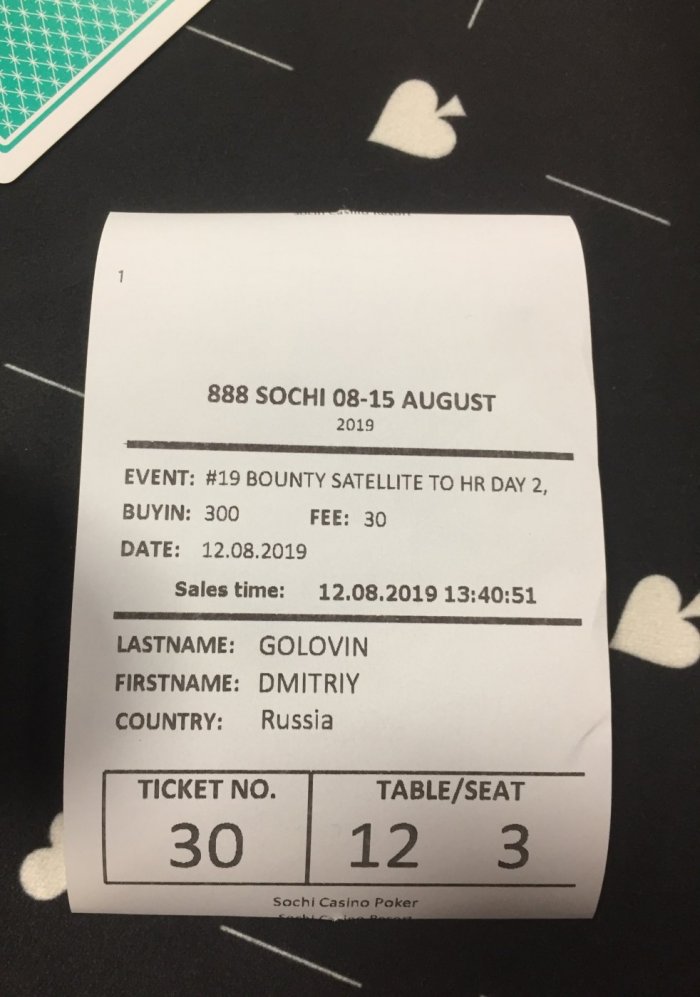 1
888 SOCHI 08-15 AUGUST
2019
EVENT: #19 BOUNTY SATELLITE TO HR DAY 2,
BUYIN: 300 FEE: 30
DATE: 12.08.2019
Sales time: 12.08.2019 13:40:51
LASTNAME: GOLOVIN
FIRSTNAME: DMITRIY
COUNTRY: Russia
TICKET NO. TABLE/SEAT
30 12 3
Sochi Casino Poker